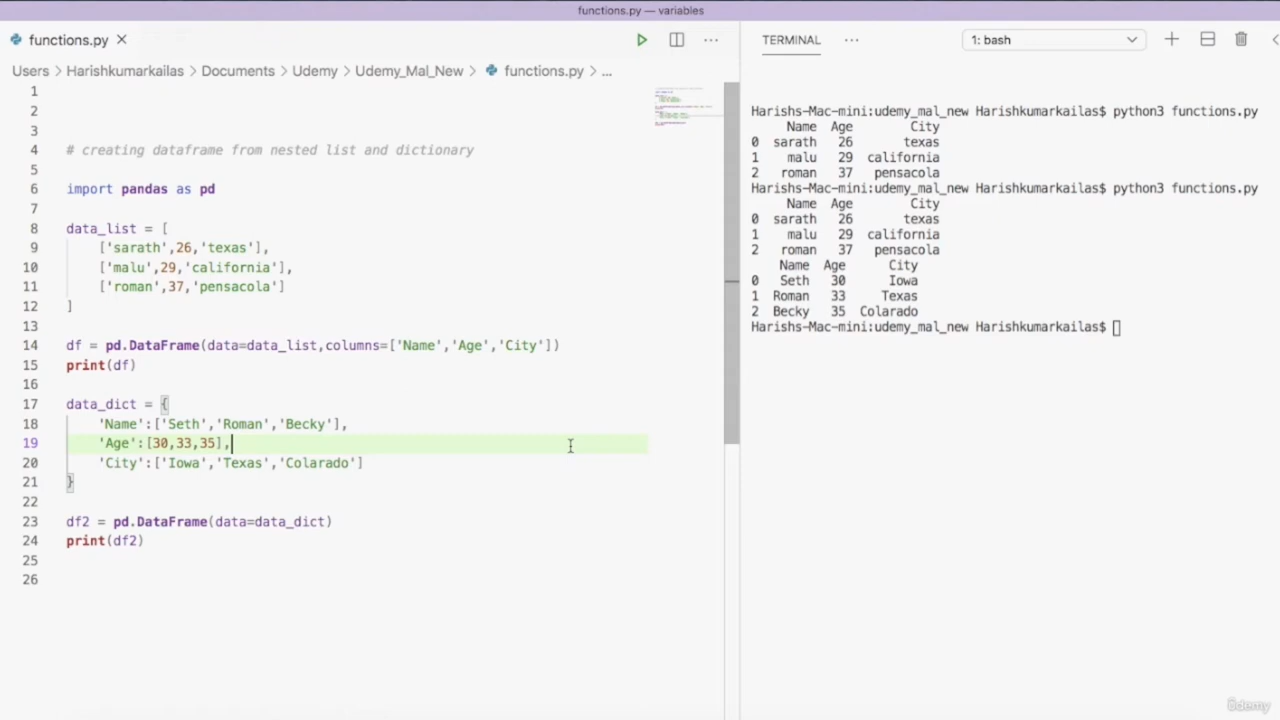 functions.py — variables
functions.py
Users > Harishkumarkailas > Documents > Udemy > Udemy_Mal_New > functions.py > ...
1
2
3
4 # creating dataframe from nested list and dictionary
5
6 import pandas as pd
7
8 data_list = [
9 ['sarath',26,'texas'],
10 ['malu',29,'california'],
11 ['roman',37,'pensacola']
12 ]
13
14 df = pd.DataFrame(data=data_list,columns=['Name','Age','City'])
15 print(df)
16
17 data_dict = {
18 'Name':['Seth','Roman','Becky'],
19 'Age':[30,33,35],
20 'City':['Iowa','Texas','Colarado']
21 }
22
23 df2 = pd.DataFrame(data=data_dict)
24 print(df2)
25
26
TERMINAL ... 1: bash
Harishs-Mac-mini:udemy_mal_new Harishkumarkailas$ python3 functions.py
Name Age City
0 sarath 26 texas
1 malu 29 california
2 roman 37 pensacola
Harishs-Mac-mini:udemy_mal_new Harishkumarkailas$ python3 functions.py
Name Age City
0 sarath 26 texas
1 malu 29 california
2 roman 37 pensacola
Name Age City
0 Seth 30 Iowa
1 Roman 33 Texas
2 Becky 35 Colarado
Harishs-Mac-mini:udemy_mal_new Harishkumarkailas$
Udemy